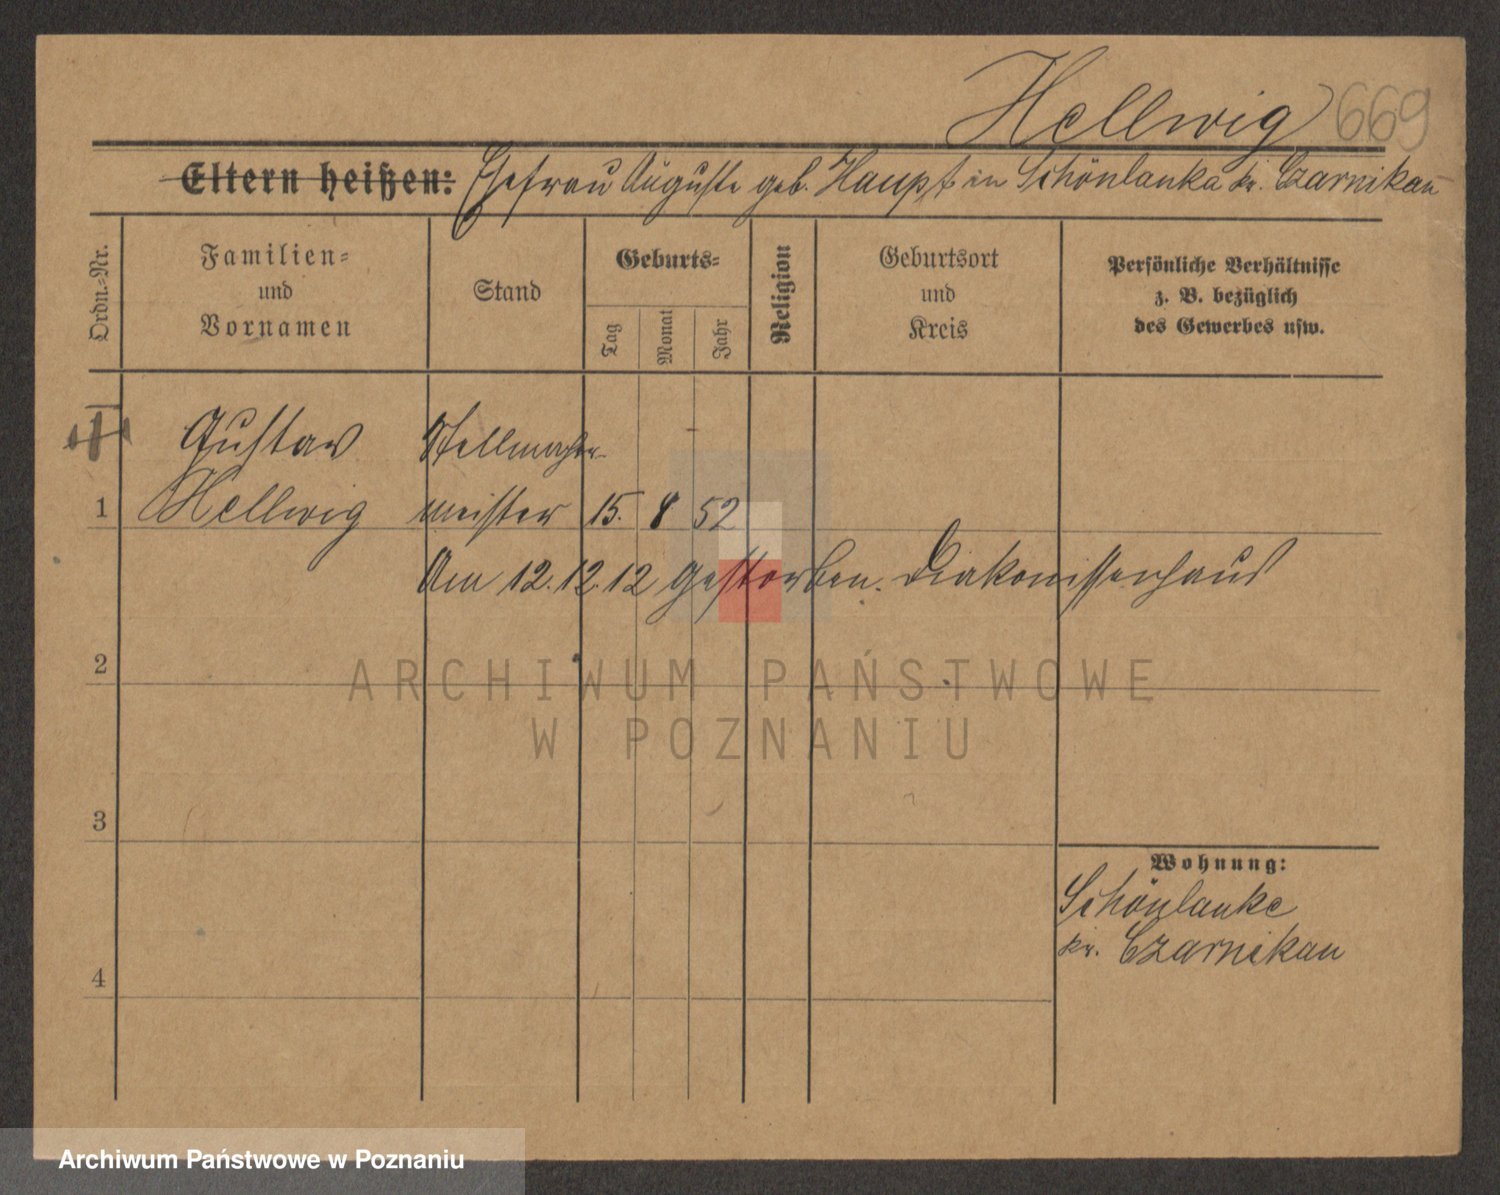 Hellwig 669
Eltern heißen: Ehefrau Auguste geb. Haupt in Schönlanka Kr. Czarnikau
Ordn.-Nr.
Familien-
und
Vornamen
Stand
Geburts-
Tag
Monat
Jahr
Religion
Geburtsort
und
Kreis
Persönliche Verhältnisse
z. B. bezüglich
des Gewerbes usw.
Gustav Stellmacher-
1 Hellwig meister 15. 8 52
Am 12.12.12 gestorben. Diakonissenhaus
2
ARCHIWUM PAŃSTWOWE
W POZNANIU
3
Wohnung:
Schönlanke
Kr. Czarnikau
4
Archiwum Państwowe w Poznaniu